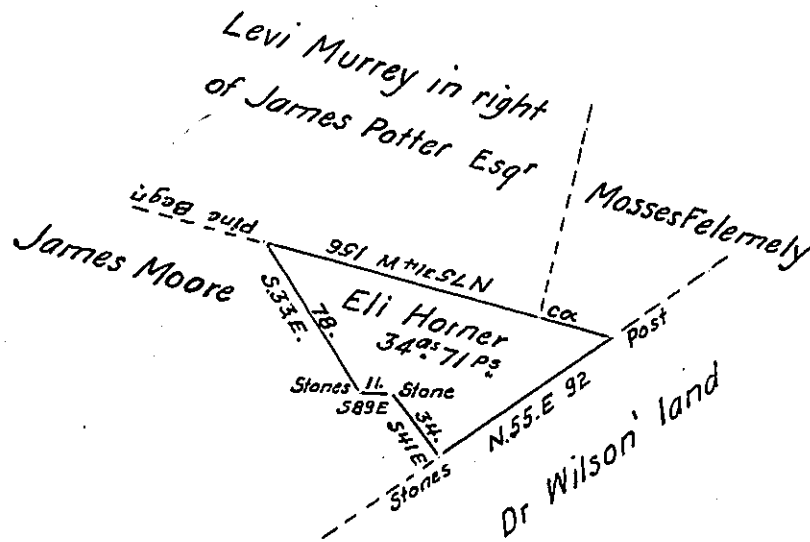 Levi Murrey in right
of James Potter Esqr
Mosses Felemely
pine Begn
James Moore
N75 3/4 W 156
S.33,E. 78.
Eli Horner
34as. 71 Ps
ca
post
Stones 11. Stone
S89E
34.
S41E
N.55.E 92
Stones
Dr Wilson' land